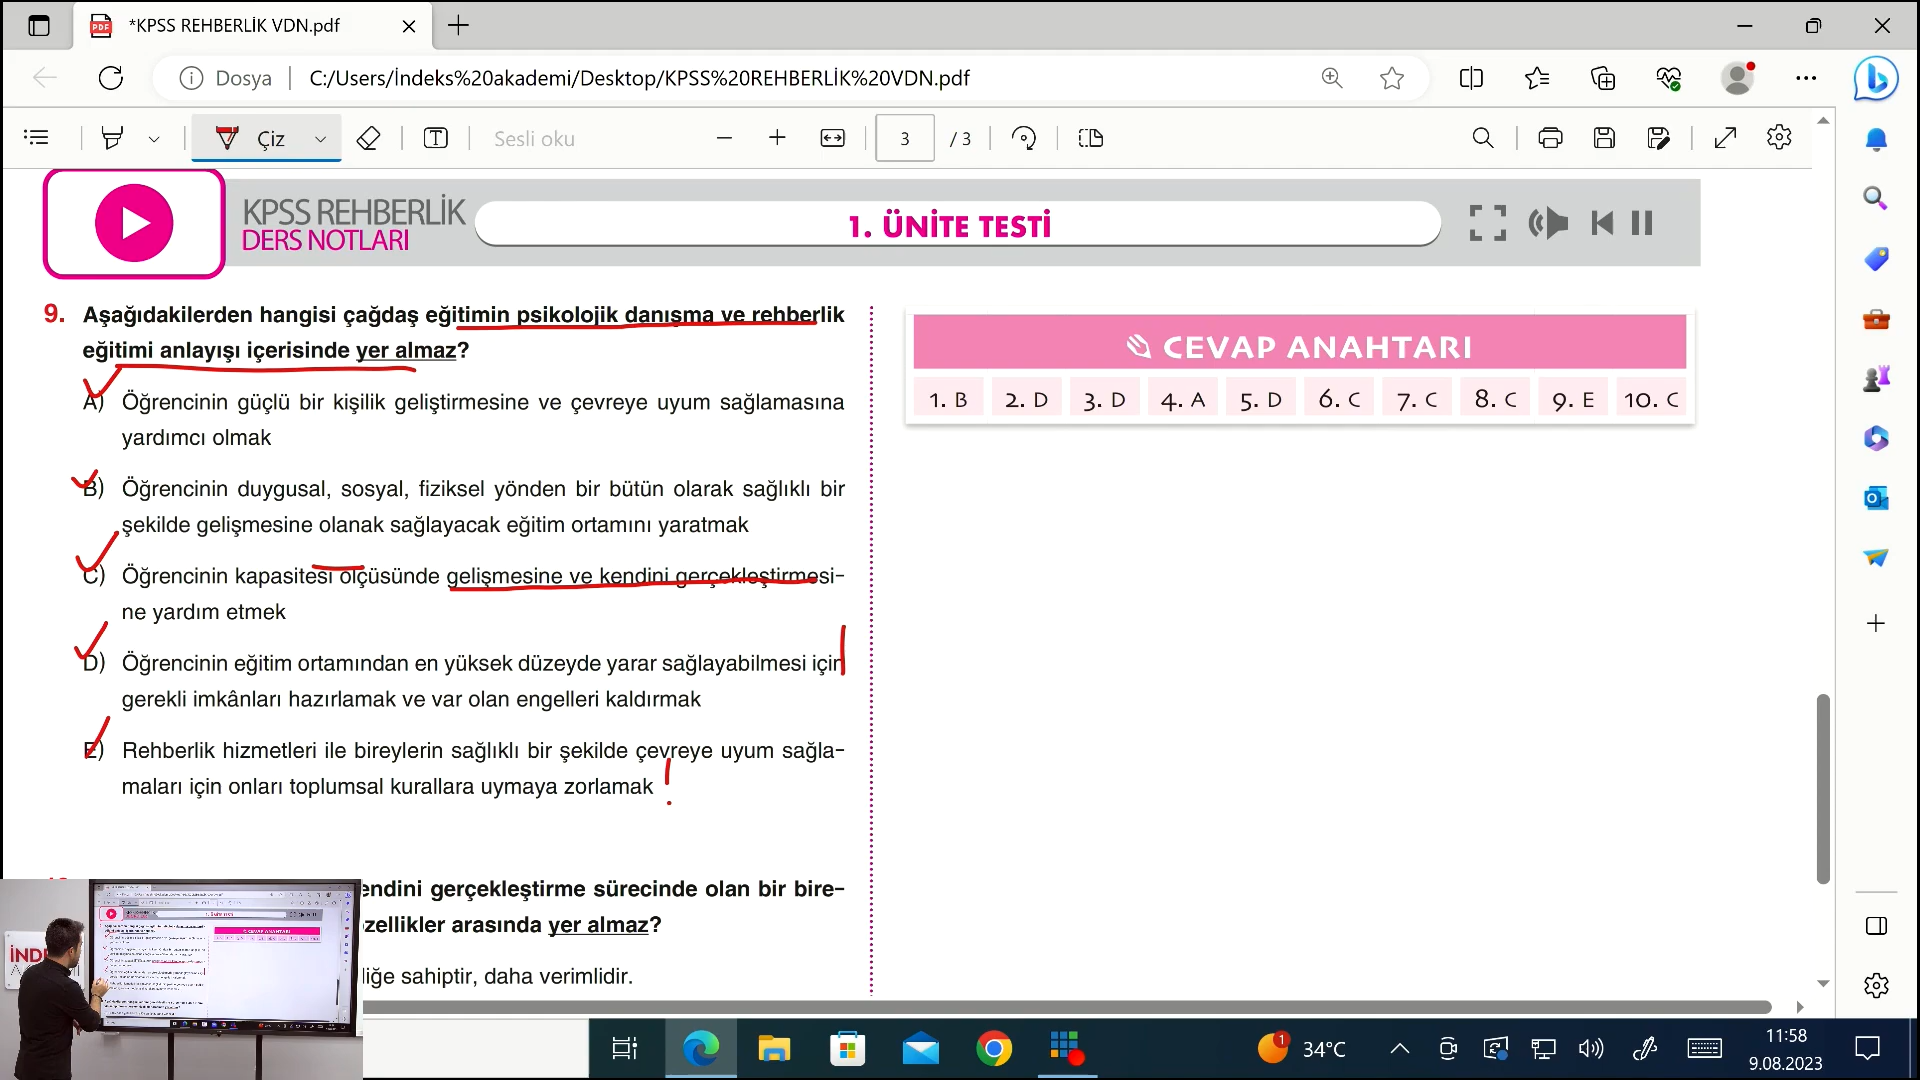 *KPSS REHBERLİK VDN.pdf
Dosya
C:/Users/İndeks%20akademi/Desktop/KPSS%20REHBERLİK%20VDN.pdf
Çiz
Sesli oku
3
/ 3
KPSS REHBERLİK
DERS NOTLARI
1. ÜNİTE TESTİ
9. Aşağıdakilerden hangisi çağdaş eğitimin psikolojik danışma ve rehberlik
eğitimi anlayışı içerisinde yer almaz?
A) Öğrencinin güçlü bir kişilik geliştirmesine ve çevreye uyum sağlamasına
yardımcı olmak
B) Öğrencinin duygusal, sosyal, fiziksel yönden bir bütün olarak sağlıklı bir
şekilde gelişmesine olanak sağlayacak eğitim ortamını yaratmak
C) Öğrencinin kapasitesi ölçüsünde gelişmesine ve kendini gerçekleştirmesi-
ne yardım etmek
D) Öğrencinin eğitim ortamından en yüksek düzeyde yarar sağlayabilmesi için
gerekli imkânları hazırlamak ve var olan engelleri kaldırmak
E) Rehberlik hizmetleri ile bireylerin sağlıklı bir şekilde çevreye uyum sağla-
maları için onları toplumsal kurallara uymaya zorlamak !
endini gerçekleştirme sürecinde olan bir bire-
zellikler arasında yer almaz?
liğe sahiptir, daha verimlidir.
CEVAP ANAHTARI
1. B 2. D 3. D 4. A 5. D 6. C 7. C 8. C 9. E 10. C
1. ÜNİTE TESTİ
CEVAP ANAHTARI
1
34°C
11:58
9.08.2023